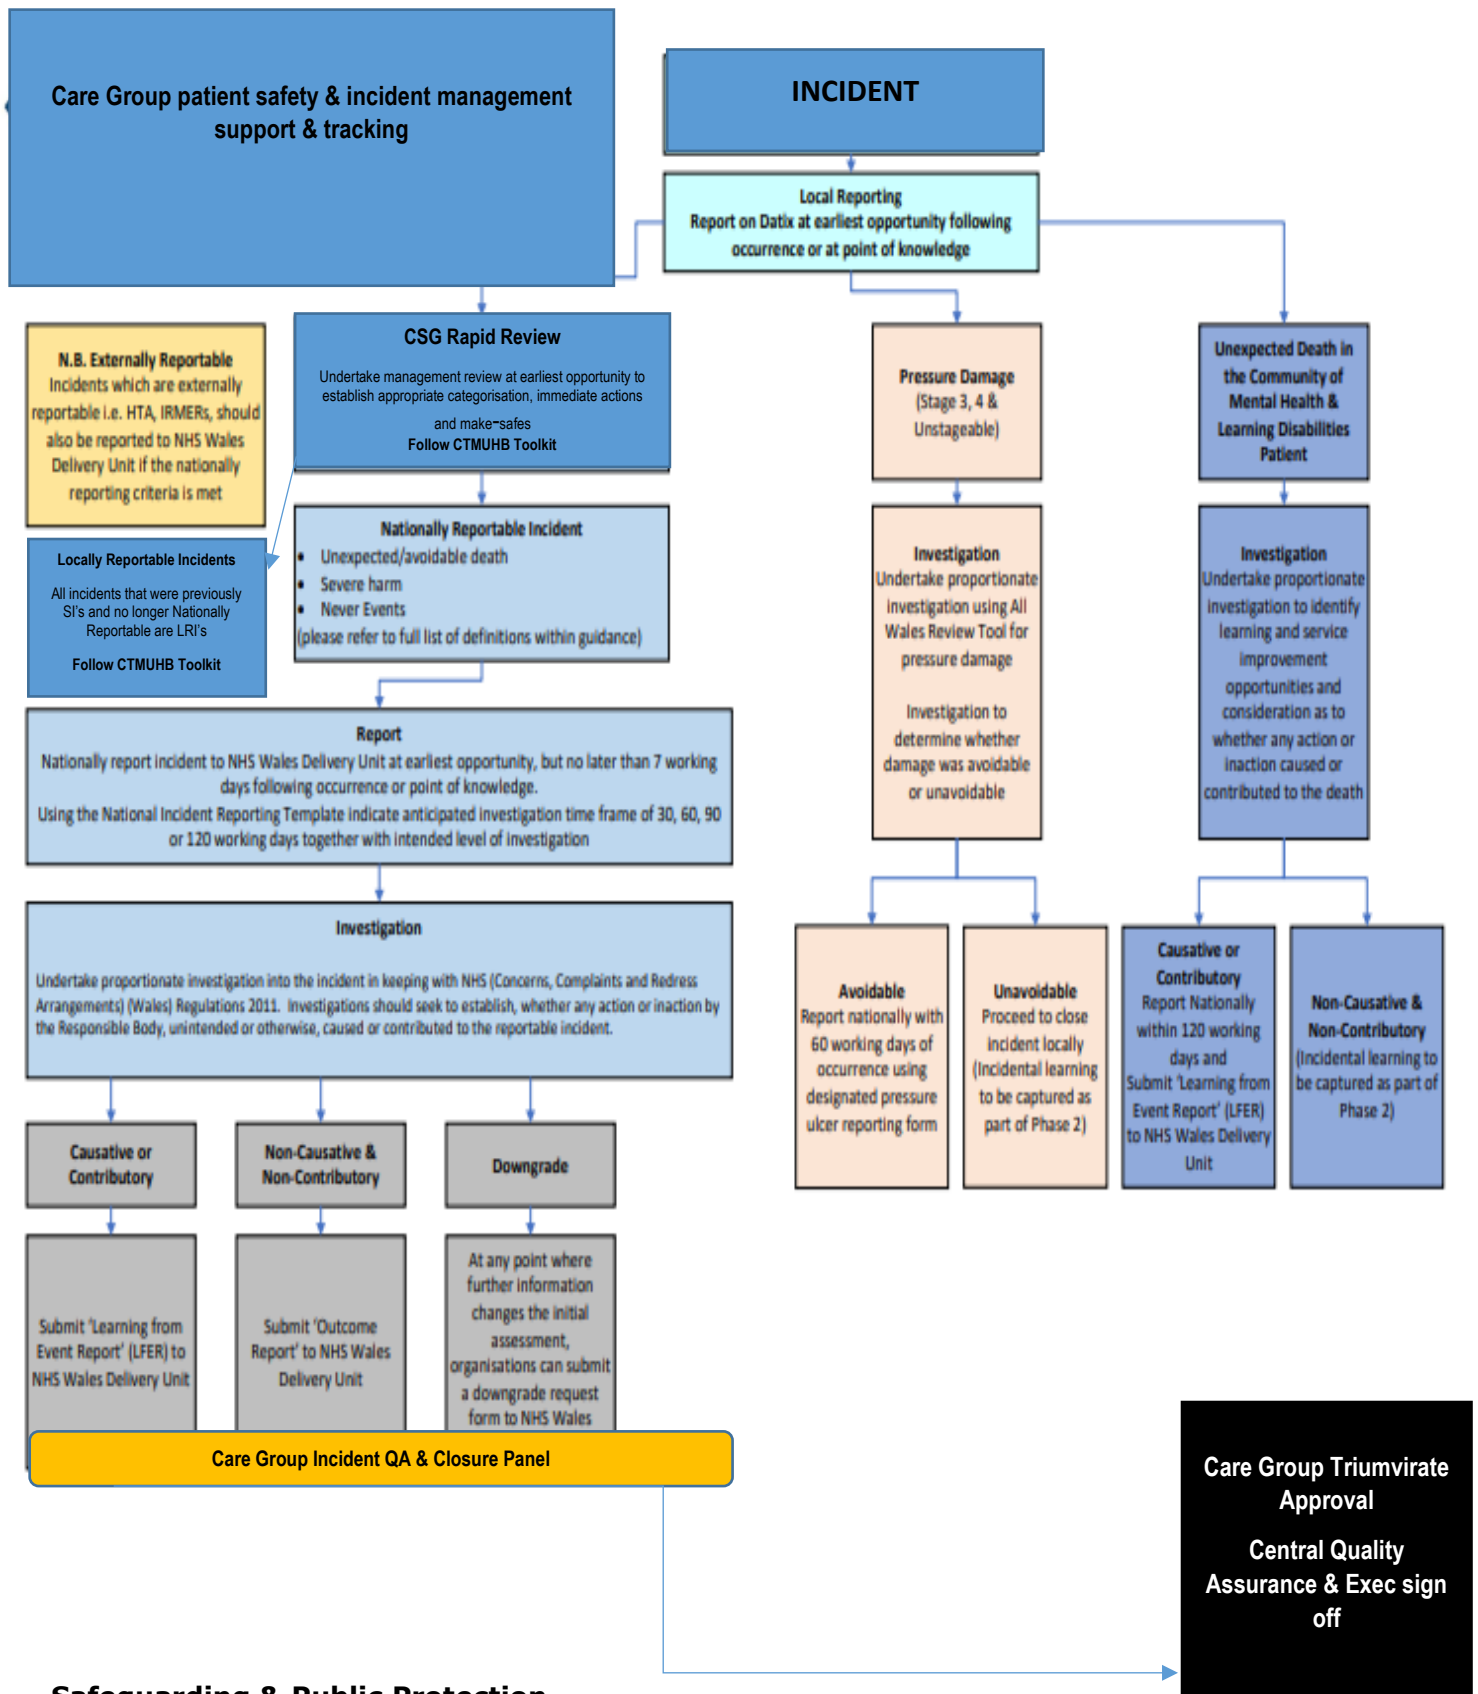 Care Group patient safety & incident management
support & tracking
INCIDENT
Local Reporting
Report on Datix at earliest opportunity following
occurrence or at point of knowledge
N.B. Externally Reportable
Incidents which are externally
reportable i.e. HTA, IRMERs, should
also be reported to NHS Wales
Delivery Unit if the nationally
reporting criteria is met
CSG Rapid Review
Undertake management review at earliest opportunity to
establish appropriate categorisation, immediate actions
and make-safes
Follow CTMUHB Toolkit
Pressure Damage
(Stage 3, 4 &
Unstageable)
Unexpected Death in
the Community of
Mental Health &
Learning Disabilities
Patient
Locally Reportable Incidents
All incidents that were previously
SI's and no longer Nationally
Reportable are LRI's
Follow CTMUHB Toolkit
Nationally Reportable Incident
• Unexpected/avoidable death
• Severe harm
• Never Events
(please refer to full list of definitions within guidance)
Investigation
Undertake proportionate
investigation using All
Wales Review Tool for
pressure damage
Investigation to
determine whether
damage was avoidable
or unavoidable
Investigation
Undertake proportionate
investigation to identify
learning and service
improvement
opportunities and
consideration as to
whether any action or
inaction caused or
contributed to the death
Report
Nationally report incident to NHS Wales Delivery Unit at earliest opportunity, but no later than 7 working
days following occurrence or point of knowledge.
Using the National Incident Reporting Template indicate anticipated investigation time frame of 30, 60, 90
or 120 working days together with intended level of investigation
Investigation
Undertake proportionate investigation into the incident in keeping with NHS (Concerns, Complaints and Redress
Arrangements) (Wales) Regulations 2011. Investigations should seek to establish, whether any action or inaction by
the Responsible Body, unintended or otherwise, caused or contributed to the reportable incident.
Avoidable
Report nationally with
60 working days of
occurrence using
designated pressure
ulcer reporting form
Unavoidable
Proceed to close
incident locally
(Incidental learning
to be captured as
part of Phase 2)
Causative or
Contributory
Report Nationally
within 120 working
days and
Submit 'Learning from
Event Report' (LFER)
to NHS Wales Delivery
Unit
Non-Causative &
Non-Contributory
(Incidental learning to
be captured as part of
Phase 2)
Causative or
Contributory
Non-Causative &
Non-Contributory
Downgrade
Submit 'Learning from
Event Report' (LFER) to
NHS Wales Delivery Unit
Submit 'Outcome
Report' to NHS Wales
Delivery Unit
At any point where
further information
changes the initial
assessment,
organisations can submit
a downgrade request
form to NHS Wales
Care Group Incident QA & Closure Panel
Care Group Triumvirate
Approval
Central Quality
Assurance & Exec sign
off
Safeguarding & Public Protection